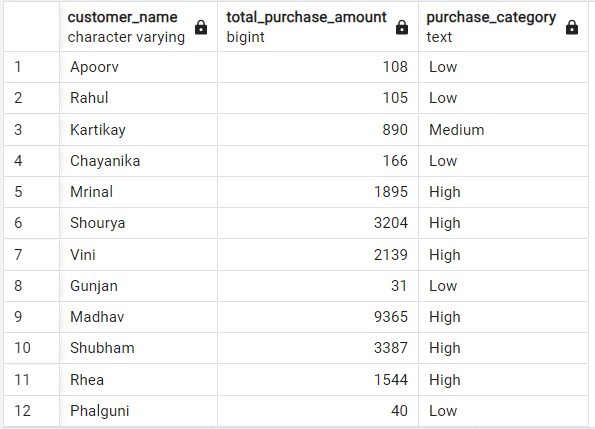 customer_name total_purchase_amount purchase_category
character varying bigint text
1 Apoorv 108 Low
2 Rahul 105 Low
3 Kartikay 890 Medium
4 Chayanika 166 Low
5 Mrinal 1895 High
6 Shourya 3204 High
7 Vini 2139 High
8 Gunjan 31 Low
9 Madhav 9365 High
10 Shubham 3387 High
11 Rhea 1544 High
12 Phalguni 40 Low